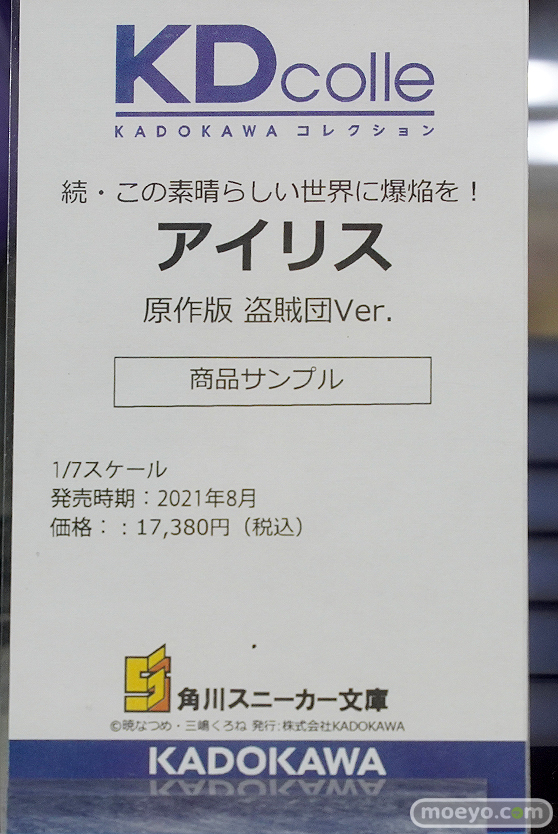 KDcolle
KADOKAWA コレクション
続・この素晴らしい世界に爆焔を！
アイリス
原作版 盗賊団Ver.
商品サンプル
1/7スケール
発売時期：2021年8月
価格：：17,380円（税込）
角川スニーカー文庫
©暁なつめ・三嶋くろね 発行:株式会社KADOKAWA
KADOKAWA
moeyo.com